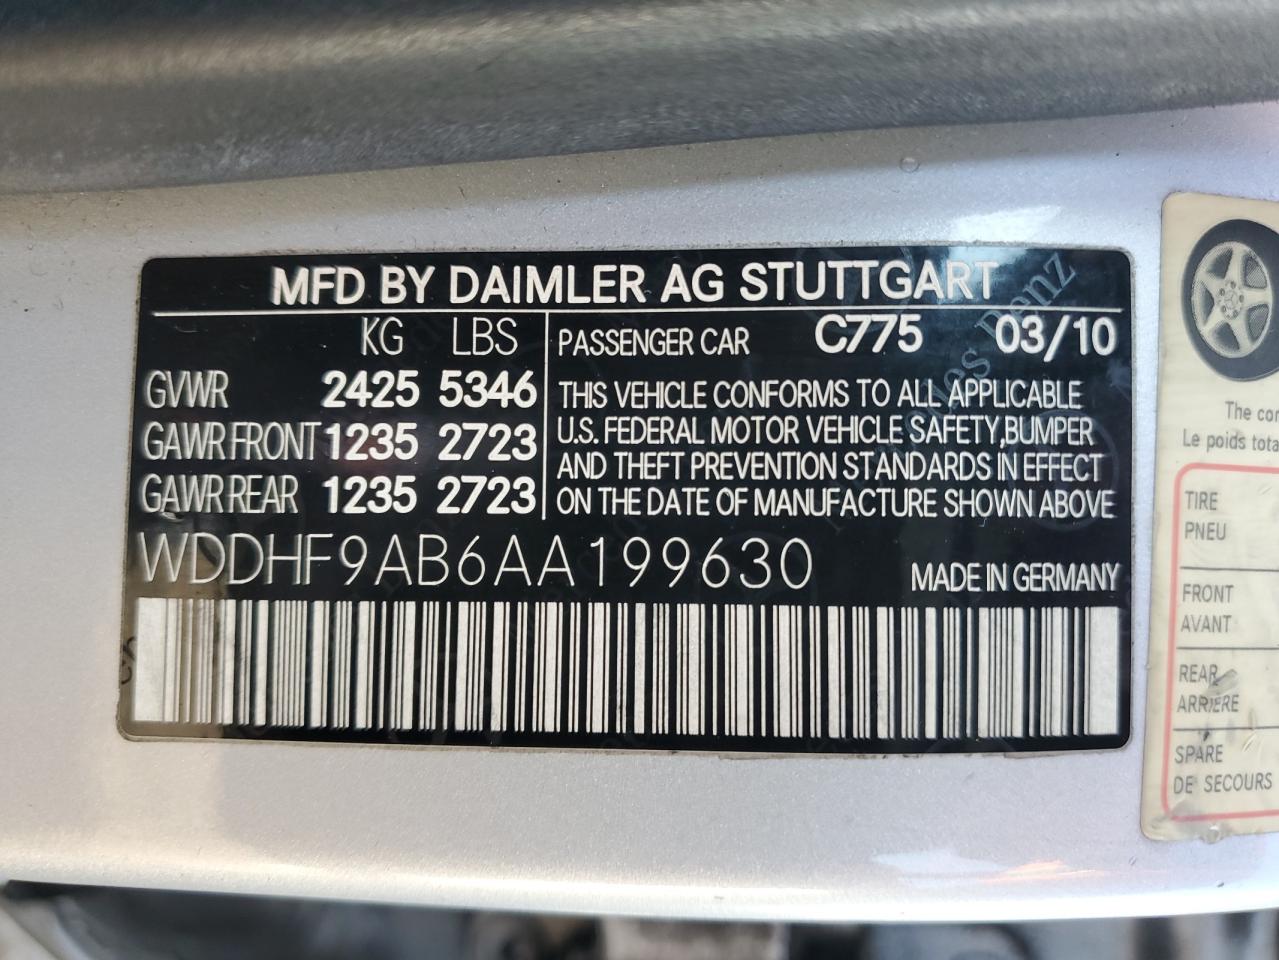 MFD BY DAIMLER AG STUTTGART
KG LBS
GVWR 2425 5346
GAWR FRONT 1235 2723
GAWR REAR 1235 2723
PASSENGER CAR C775 03/10
THIS VEHICLE CONFORMS TO ALL APPLICABLE
U.S. FEDERAL MOTOR VEHICLE SAFETY,BUMPER
AND THEFT PREVENTION STANDARDS IN EFFECT
ON THE DATE OF MANUFACTURE SHOWN ABOVE
WDDHF9AB6AA199630 MADE IN GERMANY
The
Le poids
TIRE
PNEU
FRONT
AVANT
REAR
ARRIERE
SPARE
DE SECOURS